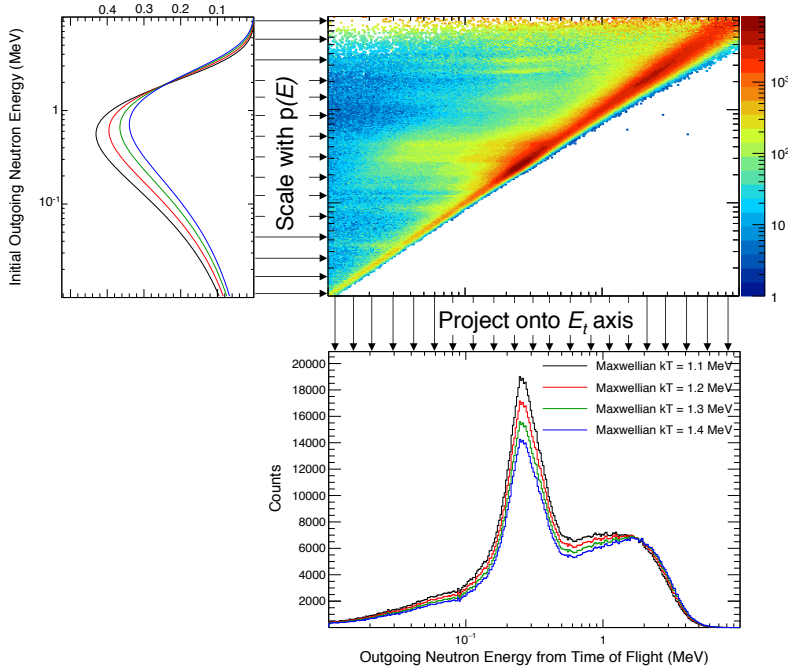 0.4 0.3 0.2 0.1
Initial Outgoing Neutron Energy (MeV)
1
10⁻¹
Scale with p(E)
10³
10²
10
1
Project onto Eₜ axis
20000
18000
16000
14000
12000
10000
8000
6000
4000
2000
Counts
Maxwellian kT = 1.1 MeV
Maxwellian kT = 1.2 MeV
Maxwellian kT = 1.3 MeV
Maxwellian kT = 1.4 MeV
10⁻¹ 1
Outgoing Neutron Energy from Time of Flight (MeV)